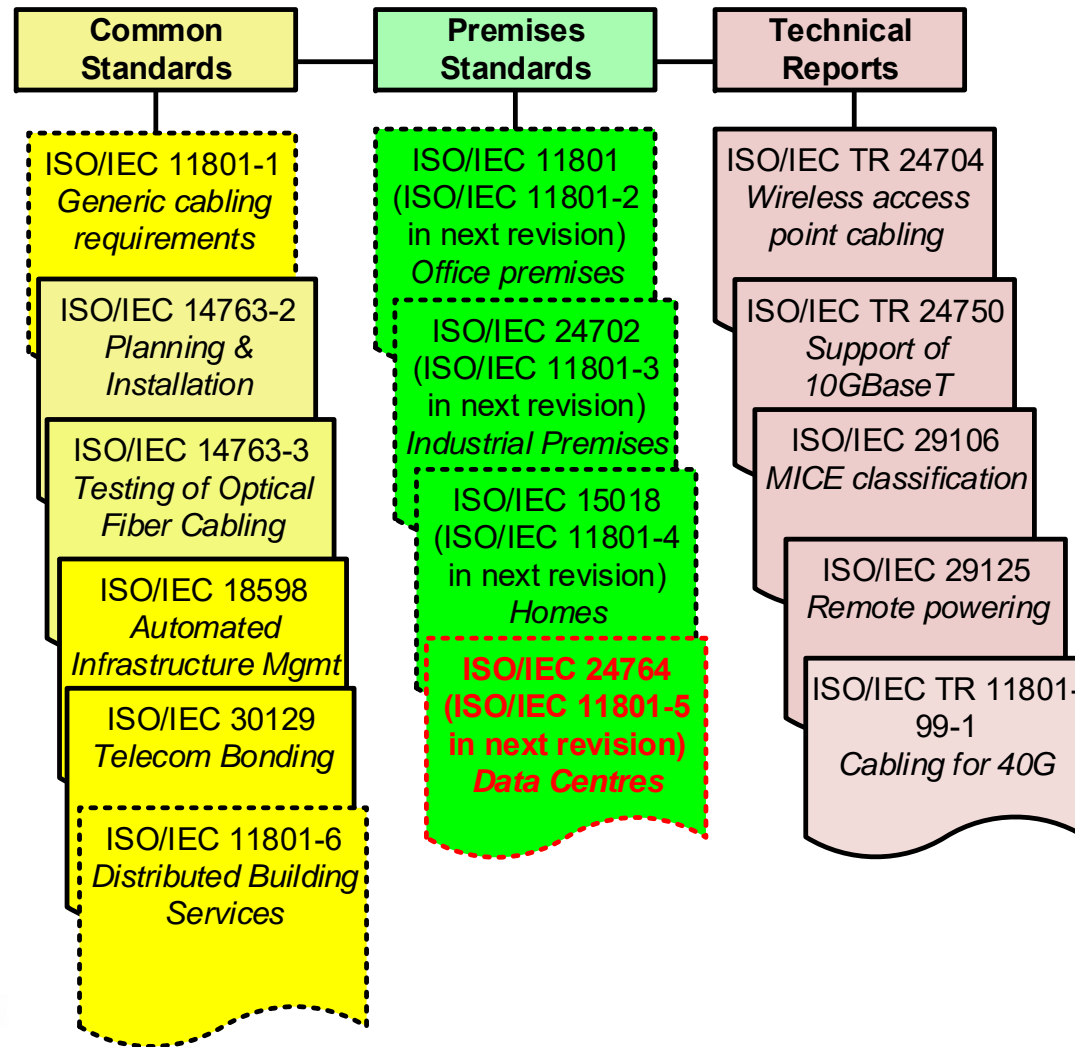 Common
Standards
Premises
Standards
Technical
Reports
ISO/IEC 11801-1
Generic cabling
requirements
ISO/IEC 14763-2
Planning &
Installation
ISO/IEC 14763-3
Testing of Optical
Fiber Cabling
ISO/IEC 18598
Automated
Infrastructure Mgmt
ISO/IEC 30129
Telecom Bonding
ISO/IEC 11801-6
Distributed Building
Services
ISO/IEC 11801
(ISO/IEC 11801-2
in next revision)
Office premises
ISO/IEC 24702
(ISO/IEC 11801-3
in next revision)
Industrial Premises
ISO/IEC 15018
(ISO/IEC 11801-4
in next revision)
Homes
ISO/IEC 24764
(ISO/IEC 11801-5
in next revision)
Data Centres
ISO/IEC TR 24704
Wireless access
point cabling
ISO/IEC TR 24750
Support of
10GBaseT
ISO/IEC 29106
MICE classification
ISO/IEC 29125
Remote powering
ISO/IEC TR 11801-
99-1
Cabling for 40G